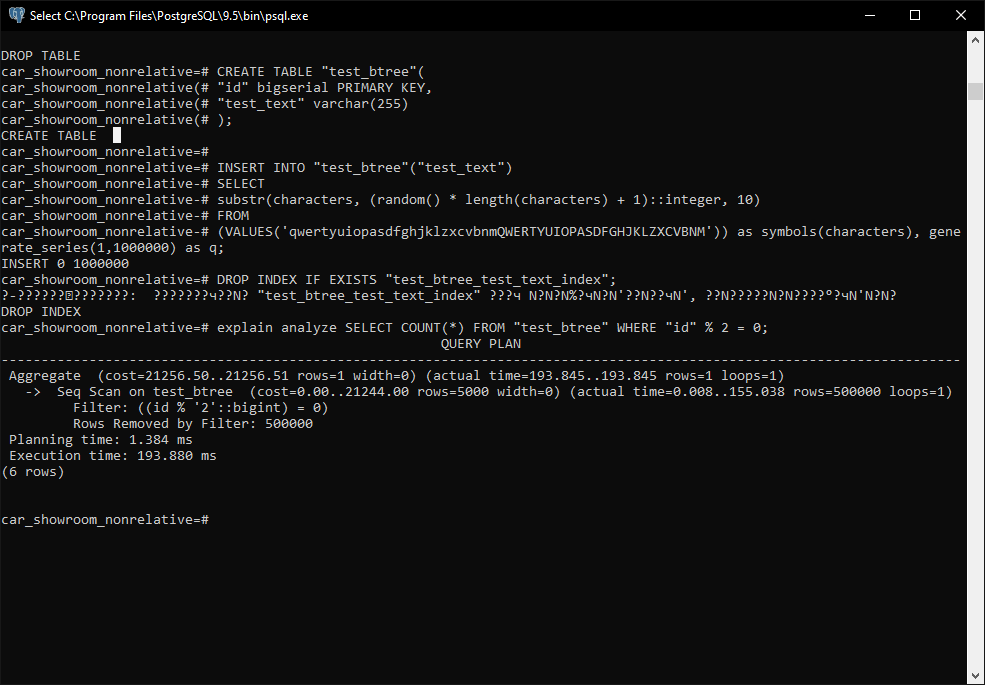 Select C:\Program Files\PostgreSQL\9.5\bin\psql.exe
DROP TABLE
car_showroom_nonrelative=# CREATE TABLE "test_btree"(
car_showroom_nonrelative(# "id" bigserial PRIMARY KEY,
car_showroom_nonrelative(# "test_text" varchar(255)
car_showroom_nonrelative(# );
CREATE TABLE
car_showroom_nonrelative=#
car_showroom_nonrelative=# INSERT INTO "test_btree"("test_text")
car_showroom_nonrelative-# SELECT
car_showroom_nonrelative-# substr(characters, (random() * length(characters) + 1)::integer, 10)
car_showroom_nonrelative-# FROM
car_showroom_nonrelative-# (VALUES('qwertyuiopasdfghjklzxcvbnmQWERTYUIOPASDFGHJKLZXCVBNM')) as symbols(characters), gene
rate_series(1,1000000) as q;
INSERT 0 1000000
car_showroom_nonrelative=# DROP INDEX IF EXISTS "test_btree_test_text_index";
?-??????⍰???????:  ???????ч??N? "test_btree_test_text_index" ???ч N?N?N%?чN?N'??N??чN', ??N?????N?N????°?чN'N?N?
DROP INDEX
car_showroom_nonrelative=# explain analyze SELECT COUNT(*) FROM "test_btree" WHERE "id" % 2 = 0;
QUERY PLAN
------------------------------------------------------------------------------------------------------------------------
Aggregate  (cost=21256.50..21256.51 rows=1 width=0) (actual time=193.845..193.845 rows=1 loops=1)
->  Seq Scan on test_btree  (cost=0.00..21244.00 rows=5000 width=0) (actual time=0.008..155.038 rows=500000 loops=1)
Filter: ((id % '2'::bigint) = 0)
Rows Removed by Filter: 500000
Planning time: 1.384 ms
Execution time: 193.880 ms
(6 rows)
car_showroom_nonrelative=#